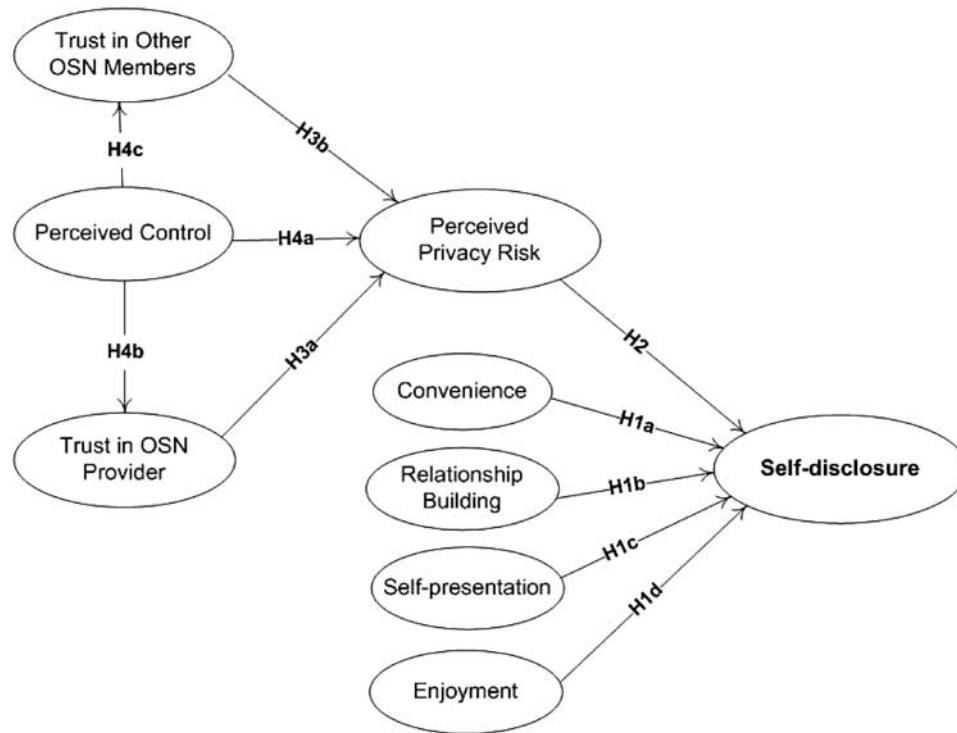 Trust in Other
OSN Members
H4c
H3b
Perceived Control
H4a
Perceived
Privacy Risk
H4b
H3a
H2
Trust in OSN
Provider
Convenience
H1a
Relationship
Building
H1b
Self-disclosure
Self-presentation
H1c
H1d
Enjoyment